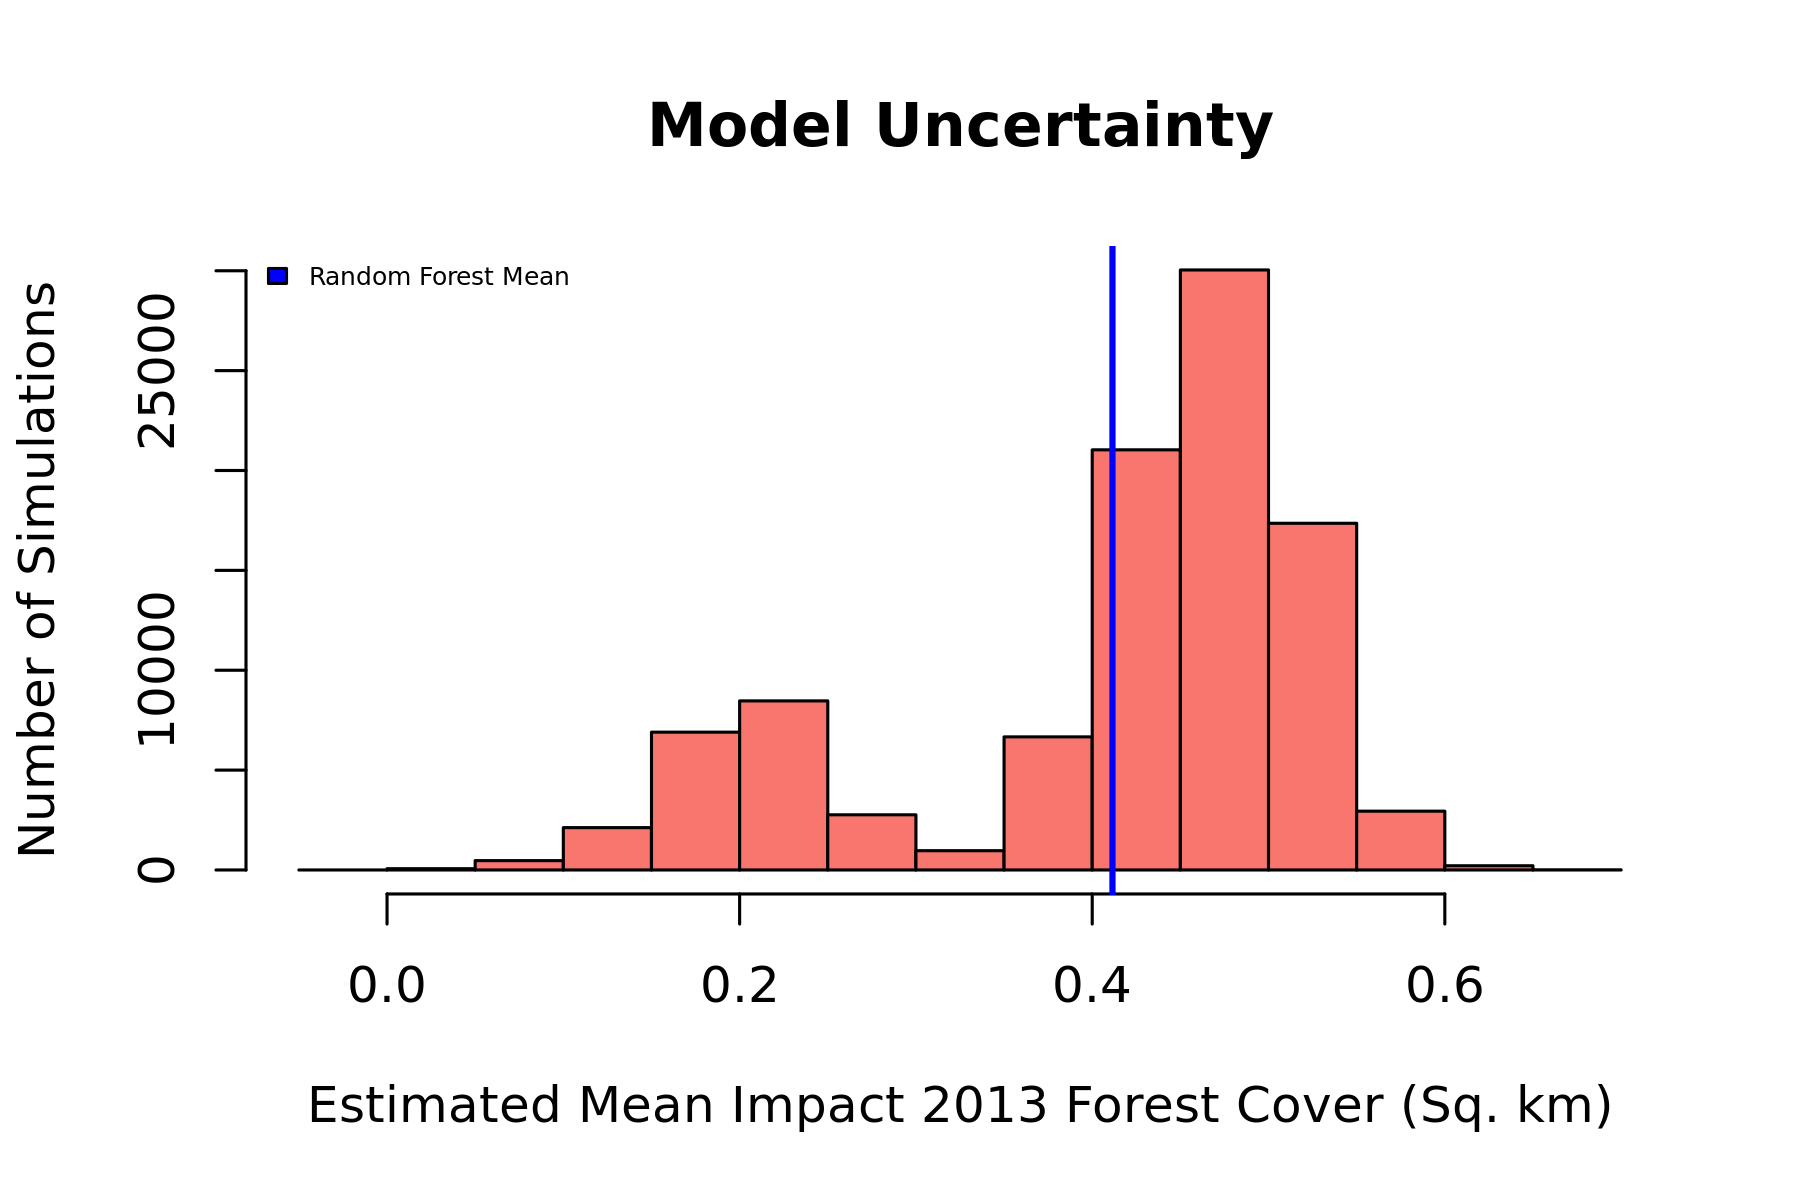 Model Uncertainty
Random Forest Mean
Number of Simulations
25000
10000
0
0.0 0.2 0.4 0.6
Estimated Mean Impact 2013 Forest Cover (Sq. km)